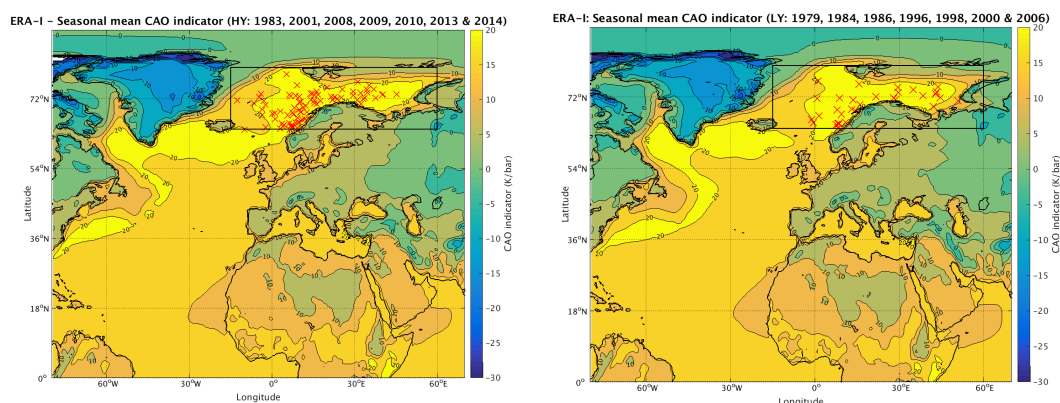 ERA-I - Seasonal mean CAO indicator (HY: 1983, 2001, 2008, 2009, 2010, 2013 & 2014)
72°N
54°N
36°N
18°N
0°
60°W
30°W
0°
30°E
60°E
Latitude
Longitude
20
15
10
5
0
−5
−10
−15
−20
−25
−30
CAO indicator (K/bar)
ERA-I: Seasonal mean CAO indicator (LY: 1979, 1984, 1986, 1996, 1998, 2000 & 2006)
72°N
54°N
36°N
18°N
0°
60°W
30°W
0°
30°E
60°E
Latitude
Longitude
20
15
10
5
0
−5
−10
−15
−20
−25
−30
CAO indicator (K/bar)